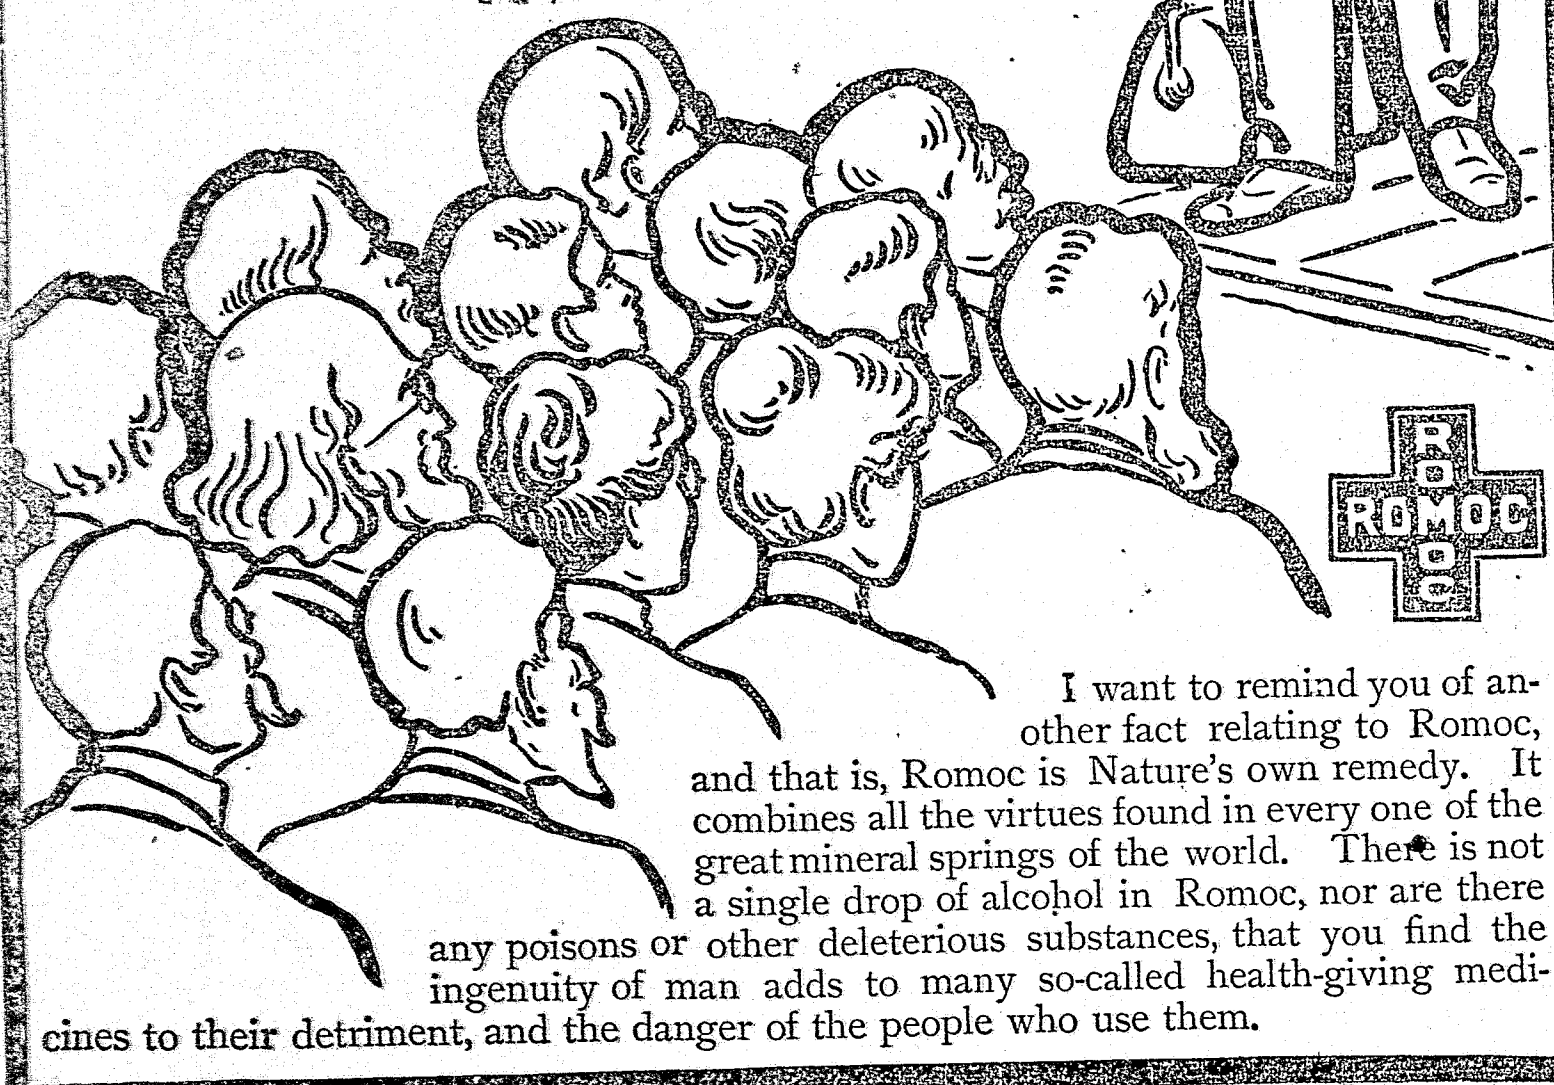 ROMOC
ROMOC
I want to remind you of an-
other fact relating to Romoc,
and that is, Romoc is Nature's own remedy. It
combines all the virtues found in every one of the
great mineral springs of the world. There is not
a single drop of alcohol in Romoc, nor are there
any poisons or other deleterious substances, that you find the
ingenuity of man adds to many so-called health-giving medi-
cines to their detriment, and the danger of the people who use them.